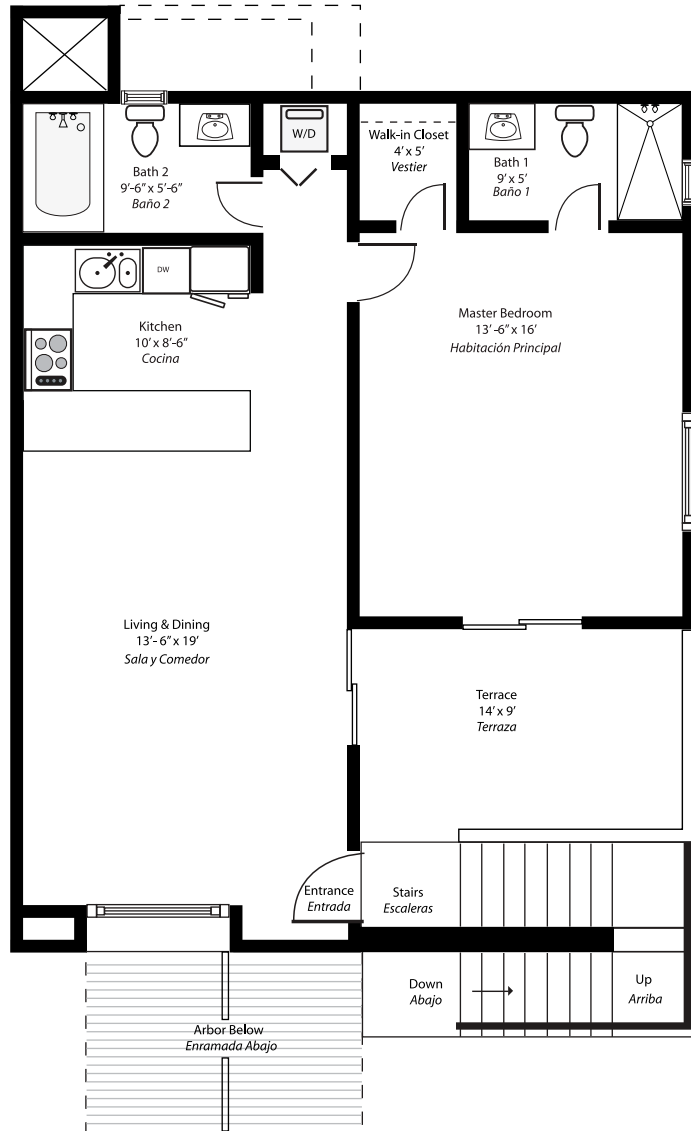 W/D
Walk-in Closet
4' x 5'
Vestier
Bath 1
9' x 5'
Baño 1
Bath 2
9'-6" x 5'-6"
Baño 2
DW
Kitchen
10' x 8'-6"
Cocina
Master Bedroom
13'-6" x 16'
Habitación Principal
Living & Dining
13'- 6" x 19'
Sala y Comedor
Terrace
14' x 9'
Terraza
Entrance
Entrada
Stairs
Escaleras
Down
Abajo
Up
Arriba
Arbor Below
Enramada Abajo